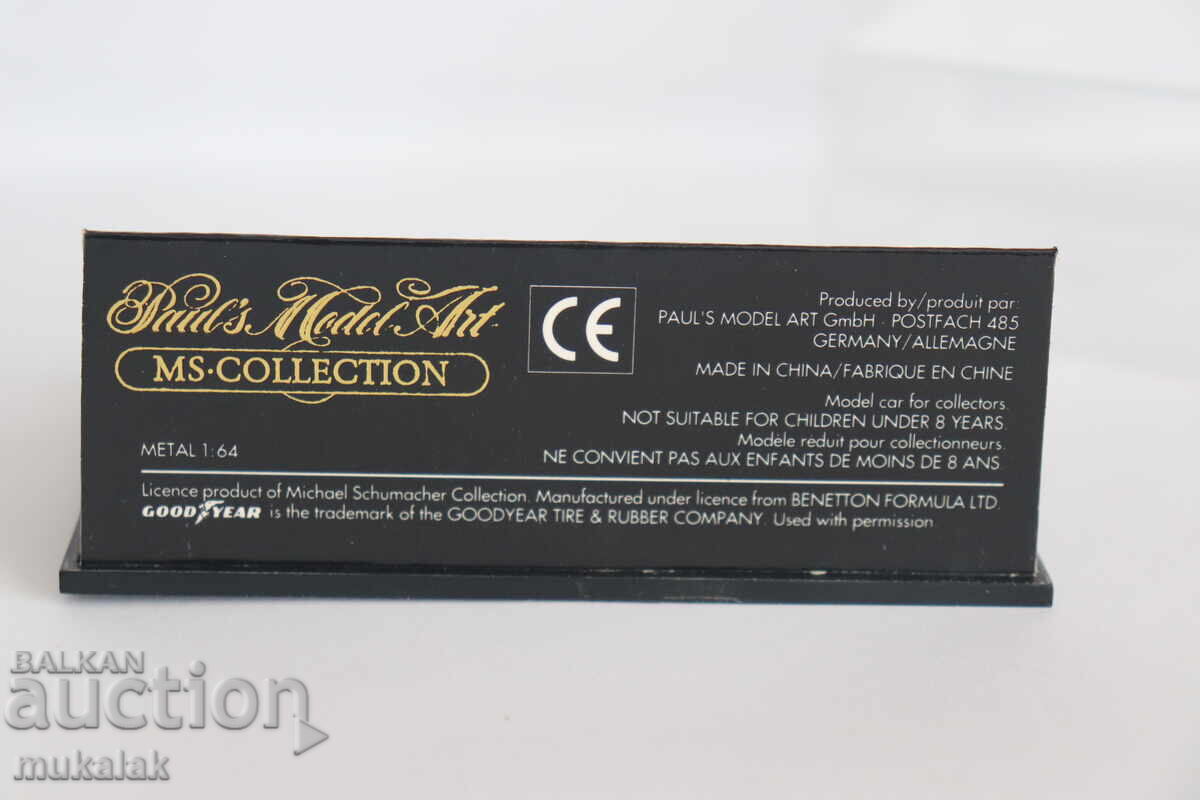 Paul's Model Art
MS·COLLECTION
CE
Produced by/produit par:
PAUL'S MODEL ART GmbH · POSTFACH 485
GERMANY/ALLEMAGNE
MADE IN CHINA/FABRIQUE EN CHINE
Model car for collectors.
NOT SUITABLE FOR CHILDREN UNDER 8 YEARS.
Modèle réduit pour collectionneurs.
NE CONVIENT PAS AUX ENFANTS DE MOINS DE 8 ANS
METAL 1:64
Licence product of Michael Schumacher Collection. Manufactured under licence from BENETTON FORMULA LTD.
GOODYEAR is the trademark of the GOODYEAR TIRE & RUBBER COMPANY. Used with permission
BALKAN
auction
mukalak